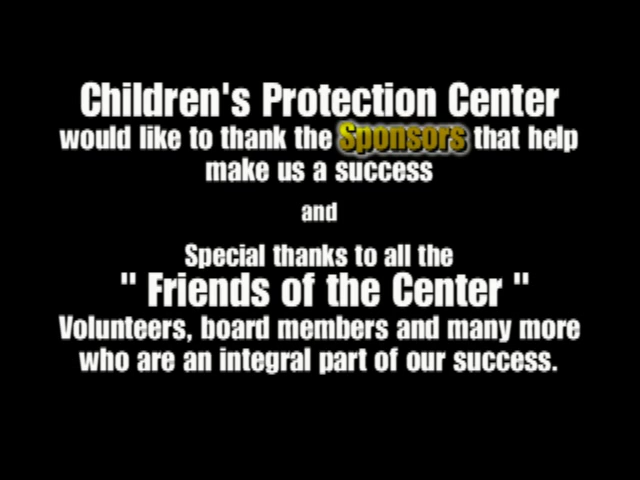 Children's Protection Center
would like to thank the Sponsors that help
make us a success
and
Special thanks to all the
" Friends of the Center "
Volunteers, board members and many more
who are an integral part of our success.